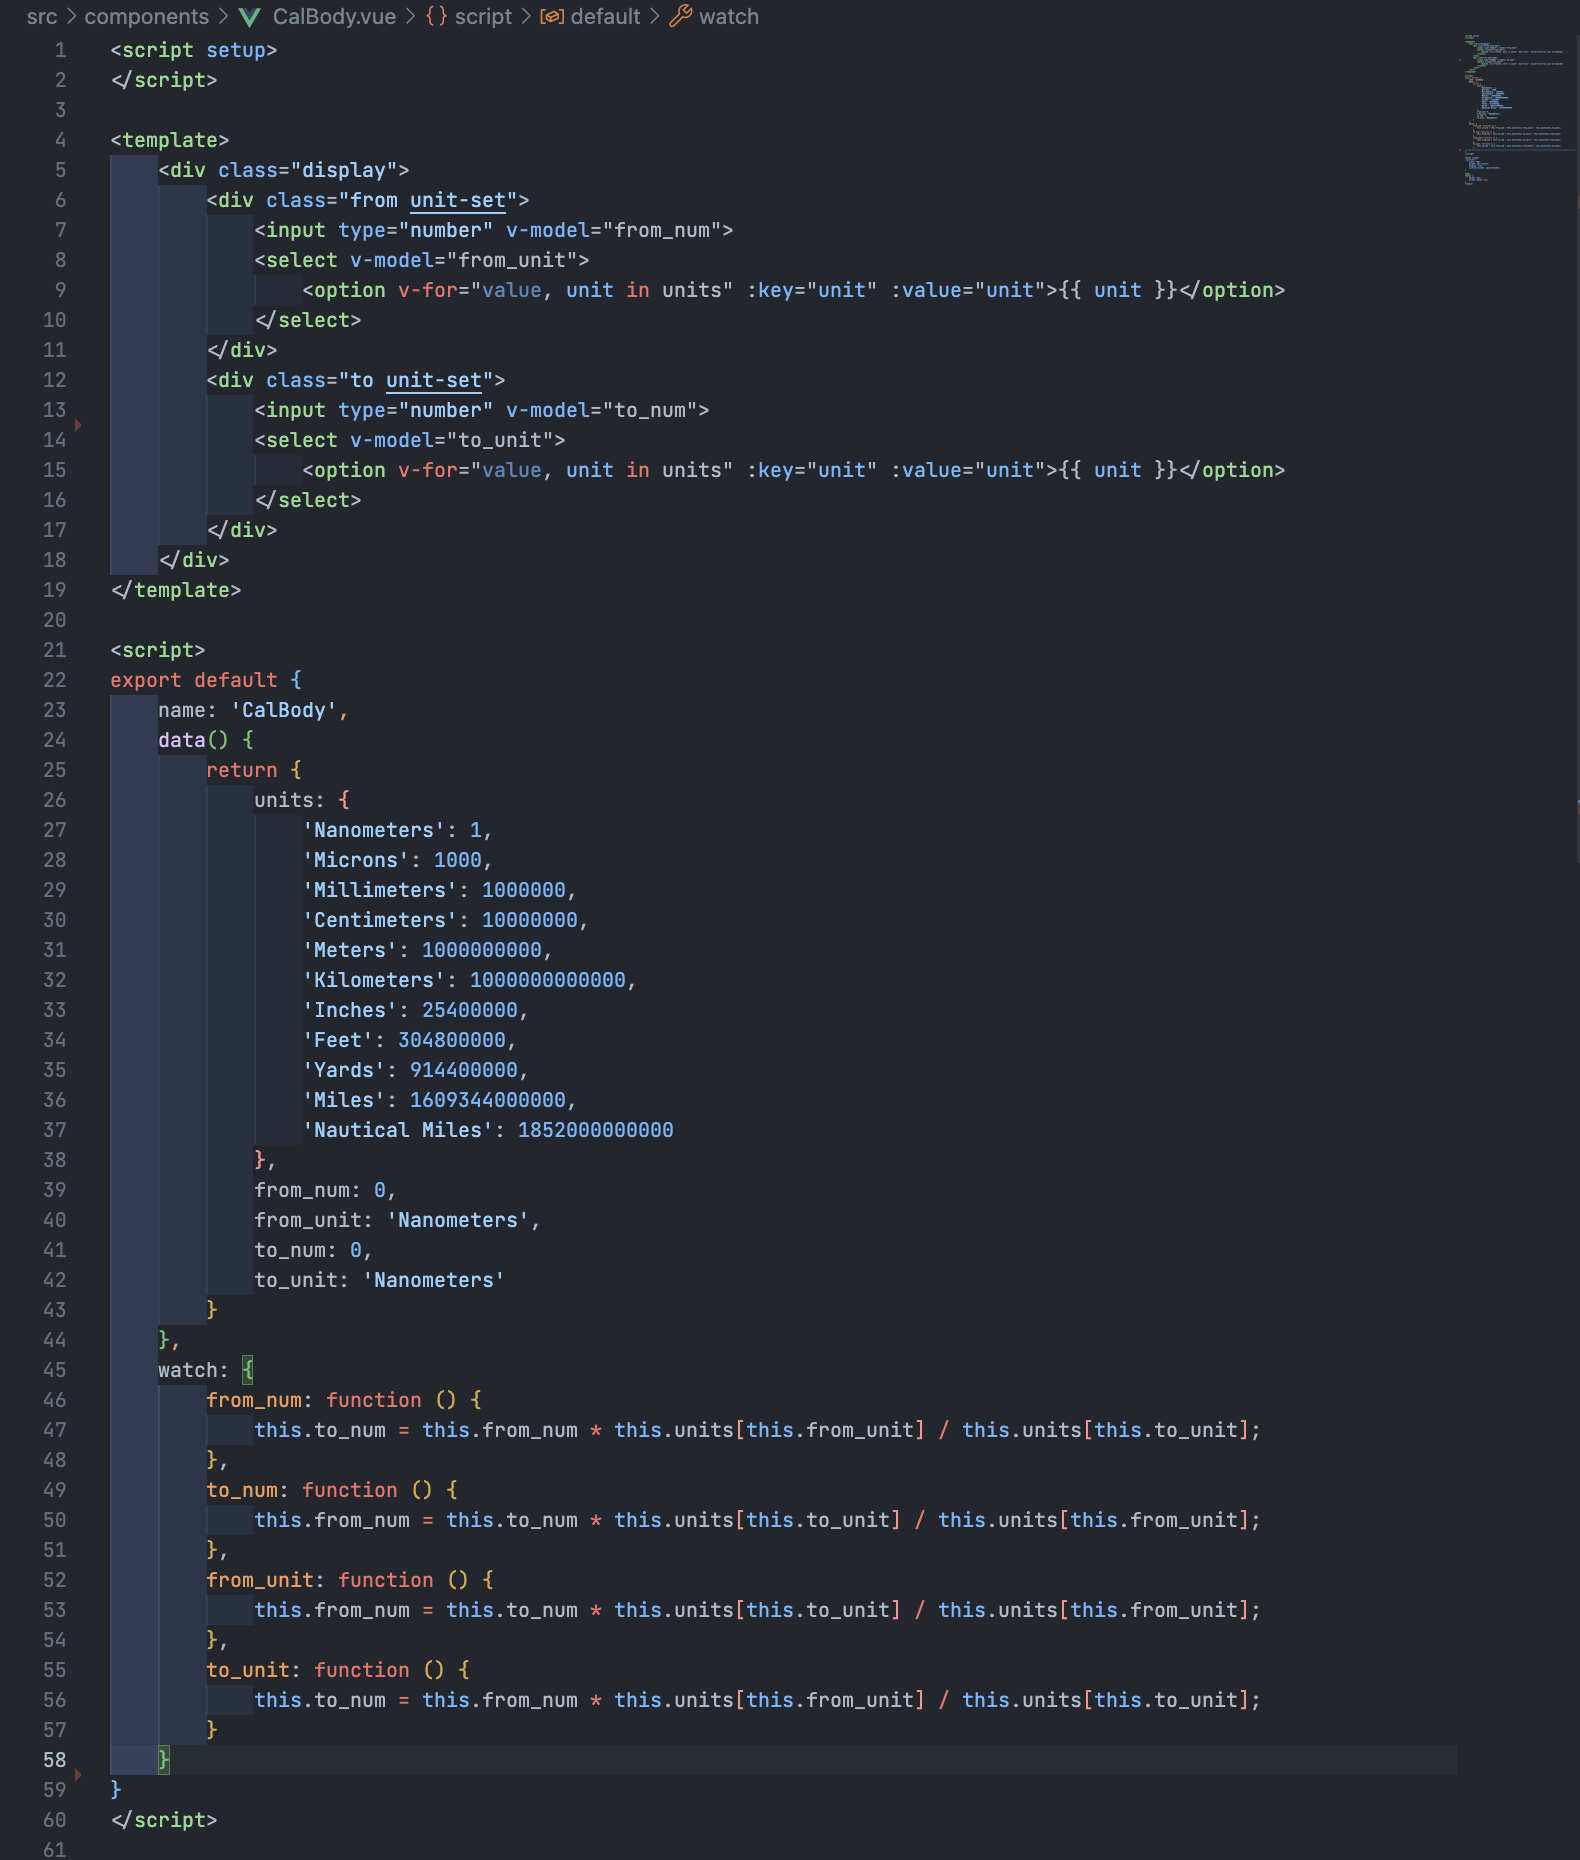 src > components > CalBody.vue > {} script > default > watch
1 <script setup>
2 </script>
3
4 <template>
5     <div class="display">
6         <div class="from unit-set">
7             <input type="number" v-model="from_num">
8             <select v-model="from_unit">
9                 <option v-for="value, unit in units" :key="unit" :value="unit">{{ unit }}</option>
10             </select>
11         </div>
12         <div class="to unit-set">
13             <input type="number" v-model="to_num">
14             <select v-model="to_unit">
15                 <option v-for="value, unit in units" :key="unit" :value="unit">{{ unit }}</option>
16             </select>
17         </div>
18     </div>
19 </template>
20
21 <script>
22 export default {
23     name: 'CalBody',
24     data() {
25         return {
26             units: {
27                 'Nanometers': 1,
28                 'Microns': 1000,
29                 'Millimeters': 1000000,
30                 'Centimeters': 10000000,
31                 'Meters': 1000000000,
32                 'Kilometers': 1000000000000,
33                 'Inches': 25400000,
34                 'Feet': 304800000,
35                 'Yards': 914400000,
36                 'Miles': 1609344000000,
37                 'Nautical Miles': 1852000000000
38             },
39             from_num: 0,
40             from_unit: 'Nanometers',
41             to_num: 0,
42             to_unit: 'Nanometers'
43         }
44     },
45     watch: {
46         from_num: function () {
47             this.to_num = this.from_num * this.units[this.from_unit] / this.units[this.to_unit];
48         },
49         to_num: function () {
50             this.from_num = this.to_num * this.units[this.to_unit] / this.units[this.from_unit];
51         },
52         from_unit: function () {
53             this.from_num = this.to_num * this.units[this.to_unit] / this.units[this.from_unit];
54         },
55         to_unit: function () {
56             this.to_num = this.from_num * this.units[this.from_unit] / this.units[this.to_unit];
57         }
58     }
59 }
60 </script>
61